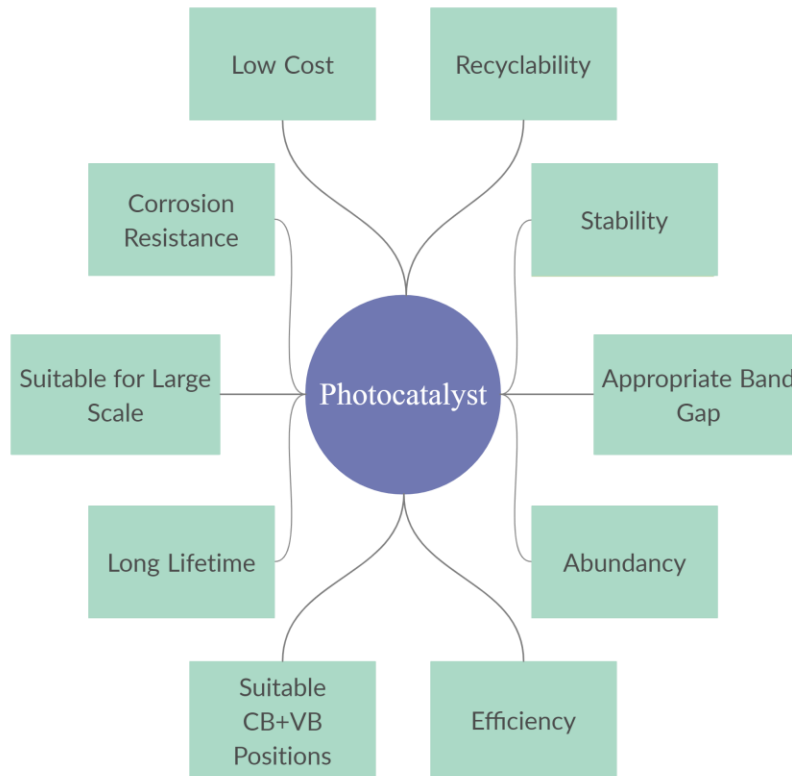 Low Cost
Recyclability
Corrosion
Resistance
Stability
Suitable for Large
Scale
Photocatalyst
Appropriate Band
Gap
Long Lifetime
Abundancy
Suitable
CB+VB
Positions
Efficiency